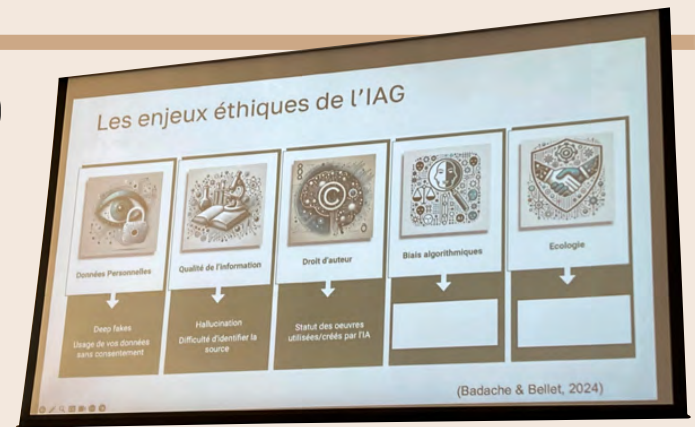 Les enjeux éthiques de l'IAG
Données Personnelles
Deep fakes
Usage de vos données
sans consentement
Qualité de l'information
Hallucination
Difficulté d'identifier la
source
©
Droit d'auteur
Statut des oeuvres
utilisées/créés par l'IA
Biais algorithmiques
Ecologie
(Badache & Bellet, 2024)